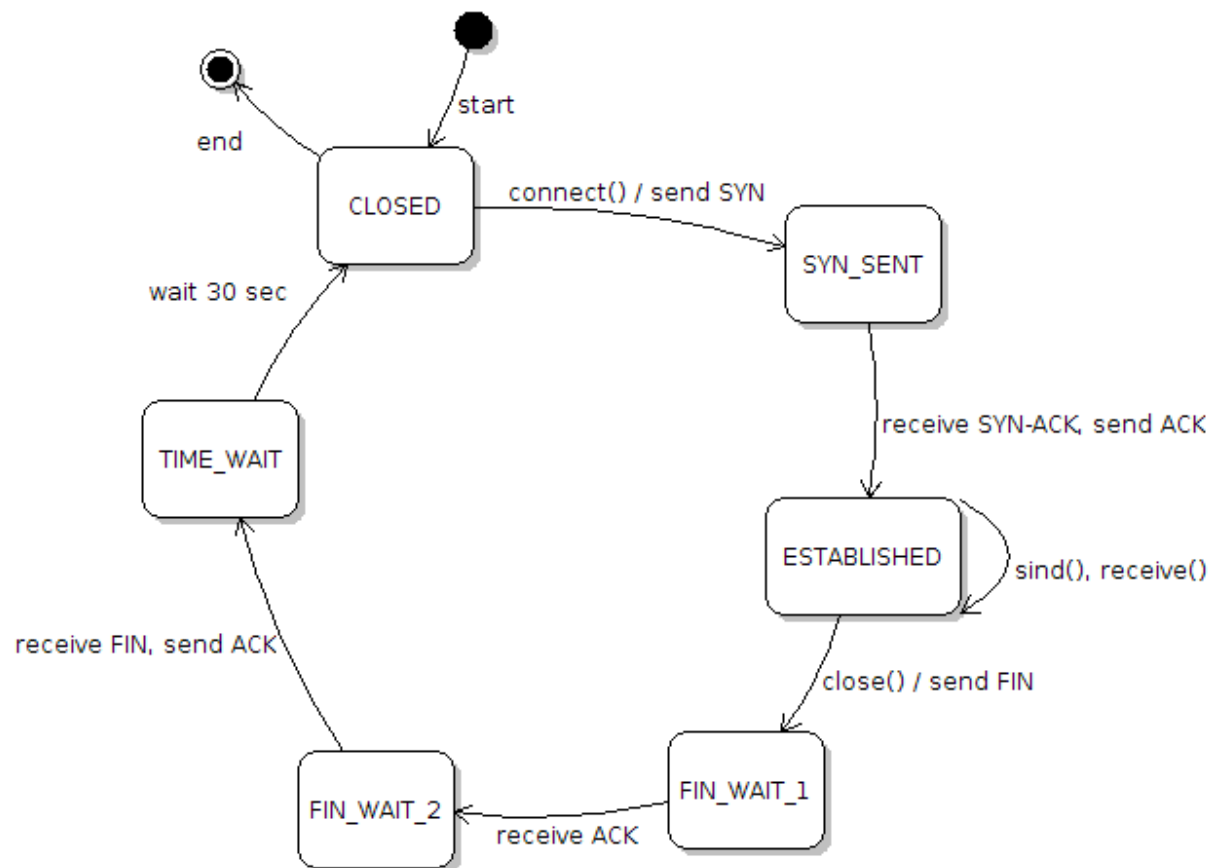 start
end
CLOSED
connect() / send SYN
SYN_SENT
wait 30 sec
receive SYN-ACK, send ACK
TIME_WAIT
ESTABLISHED
sind(), receive()
receive FIN, send ACK
close() / send FIN
FIN_WAIT_1
FIN_WAIT_2
receive ACK